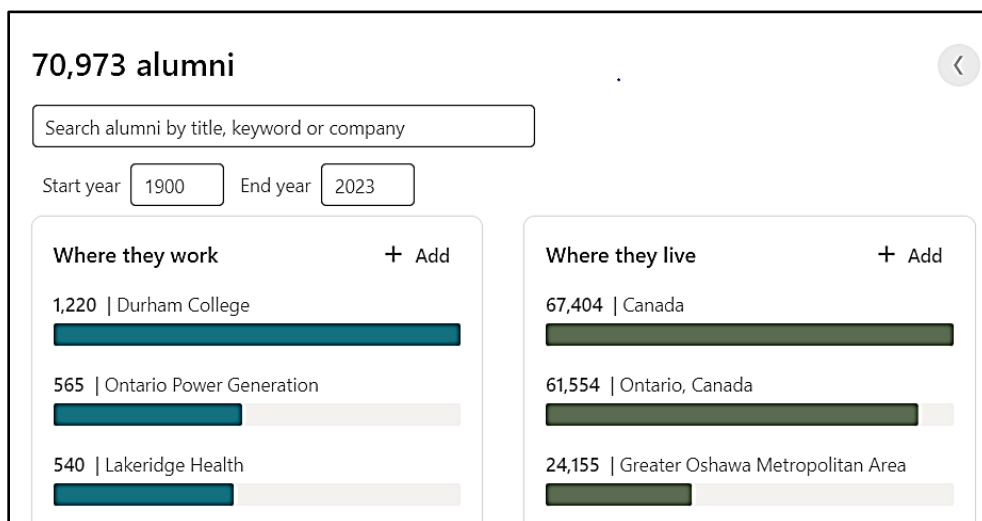 70,973 alumni
Search alumni by title, keyword or company
Start year 1900 End year 2023
Where they work + Add
1,220 | Durham College
565 | Ontario Power Generation
540 | Lakeridge Health
Where they live + Add
67,404 | Canada
61,554 | Ontario, Canada
24,155 | Greater Oshawa Metropolitan Area